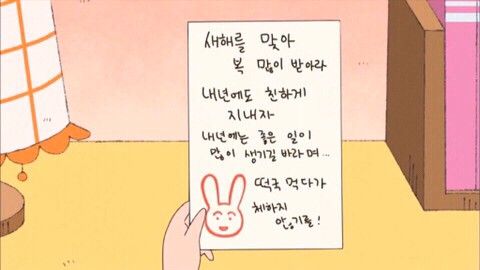 새해를 맞아
복 많이 받아라
내년에도 친하게
지내자
내년에는 좋은 일이
많이 생기길 바라며...
떡국 먹다가
체하지
않기를!